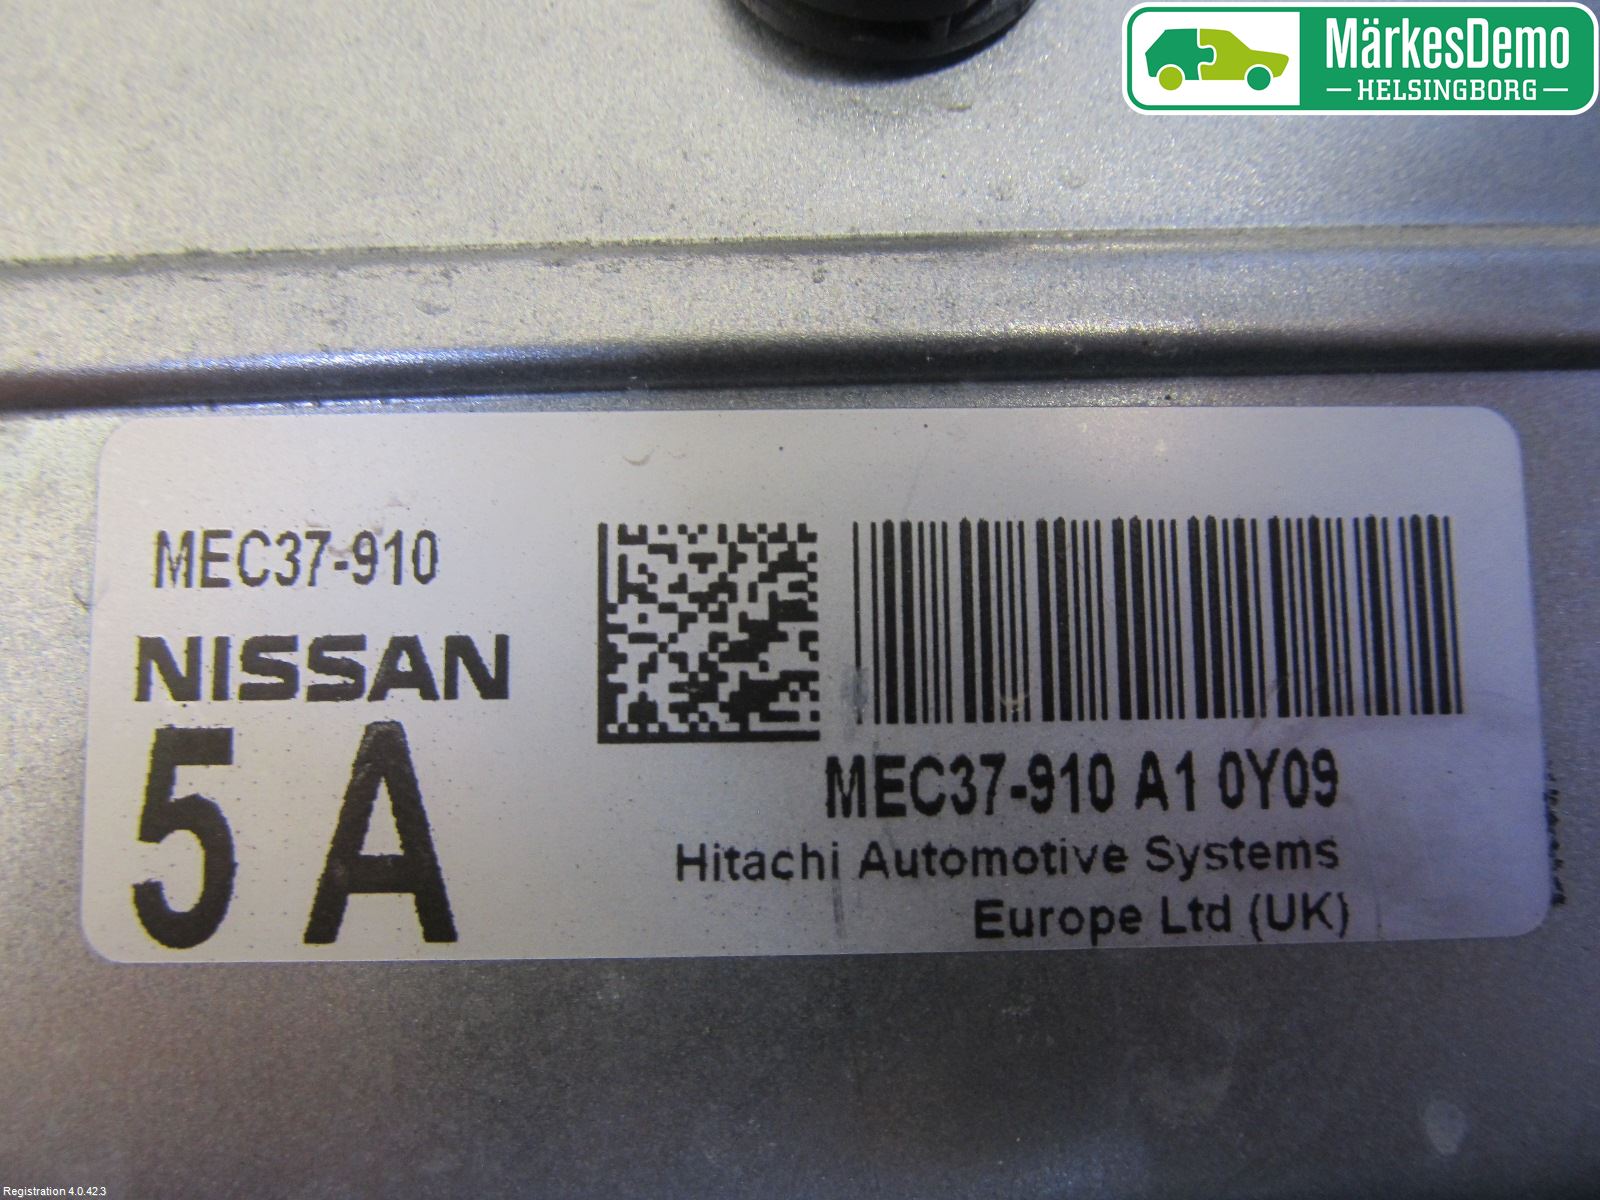 MärkesDemo
HELSINGBORG
MEC37-910
NISSAN
5 A
MEC37-910 A1 0Y09
Hitachi Automotive Systems
Europe Ltd (UK)
Registration 4.0.42.3